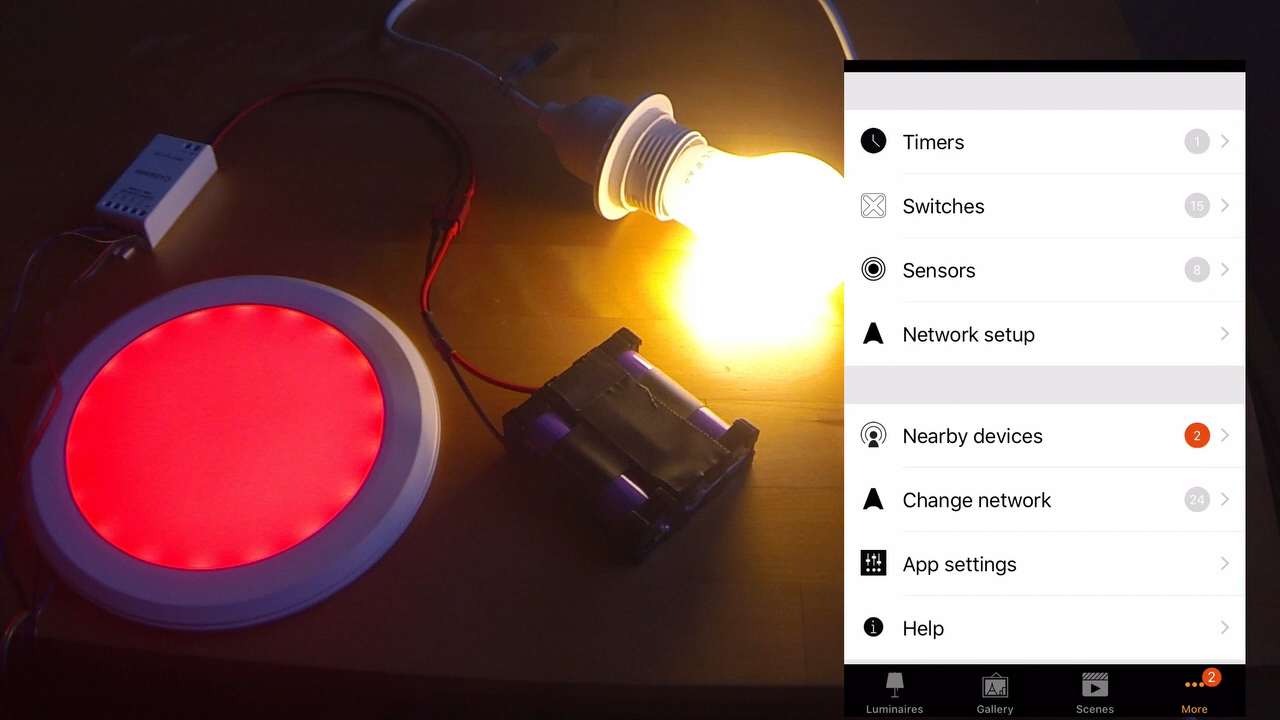 Timers 1
Switches 15
Sensors 8
Network setup
Nearby devices 2
Change network 24
App settings
Help
2
Luminaires Gallery Scenes More
CASAMBI